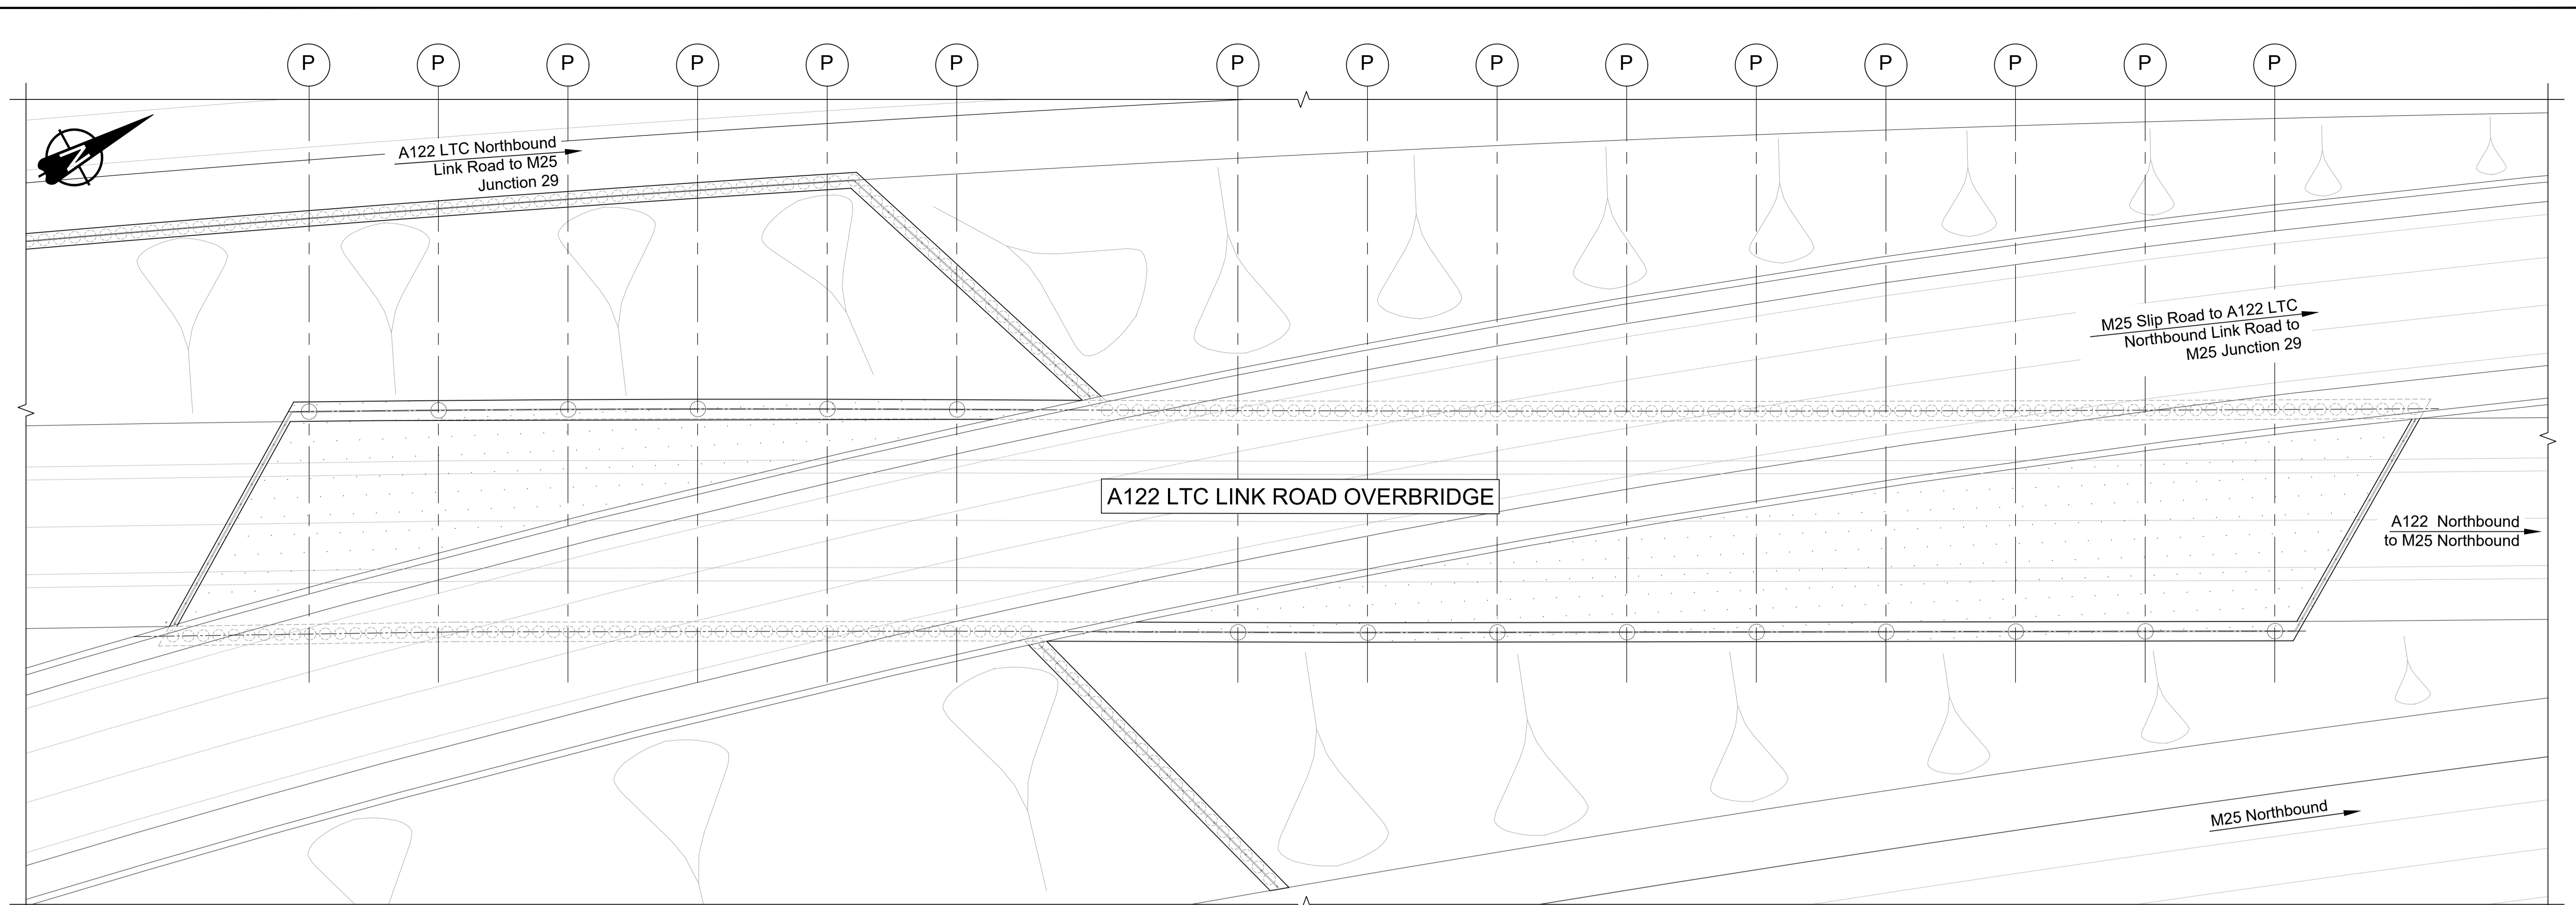 P P P P P P P P P P P P P P P
N
A122 LTC Northbound
Link Road to M25
Junction 29
M25 Slip Road to A122 LTC
Northbound Link Road to
M25 Junction 29
A122 LTC LINK ROAD OVERBRIDGE
A122 Northbound
to M25 Northbound
M25 Northbound